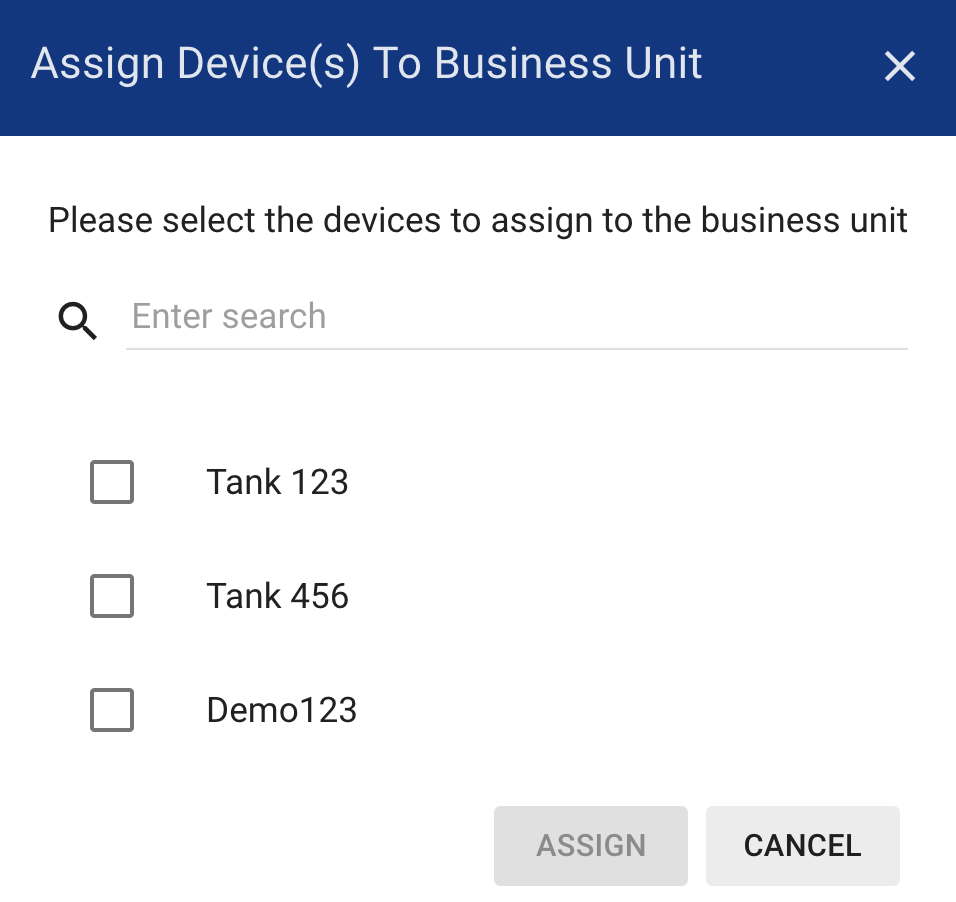 Assign Device(s) To Business Unit
Please select the devices to assign to the business unit
Enter search
Tank 123
Tank 456
Demo123
ASSIGN
CANCEL